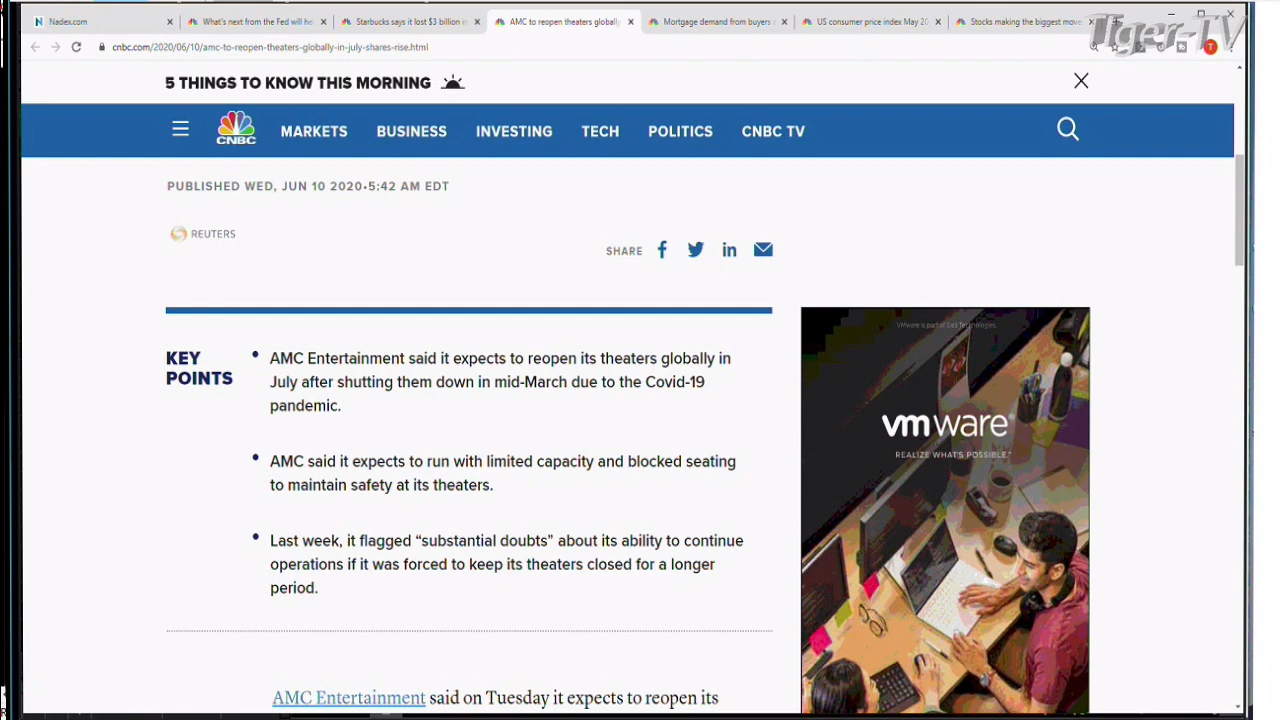 Nadex.com
What's next from the Fed will he
Starbucks says it lost $3 billion in
AMC to reopen theaters globally
Mortgage demand from buyers
US consumer price index May 20
Stocks making the biggest move
Tiger-TV
cnbc.com/2020/06/10/amc-to-reopen-theaters-globally-in-july-shares-rise.html
T
5 THINGS TO KNOW THIS MORNING
CNBC
MARKETS
BUSINESS
INVESTING
TECH
POLITICS
CNBC TV
PUBLISHED WED, JUN 10 2020•5:42 AM EDT
REUTERS
SHARE
KEY
POINTS
• AMC Entertainment said it expects to reopen its theaters globally in
July after shutting them down in mid-March due to the Covid-19
pandemic.
• AMC said it expects to run with limited capacity and blocked seating
to maintain safety at its theaters.
• Last week, it flagged “substantial doubts” about its ability to continue
operations if it was forced to keep its theaters closed for a longer
period.
AMC Entertainment said on Tuesday it expects to reopen its
VMware is part of Dell Technologies.
vmware®
REALIZE WHAT'S POSSIBLE.™